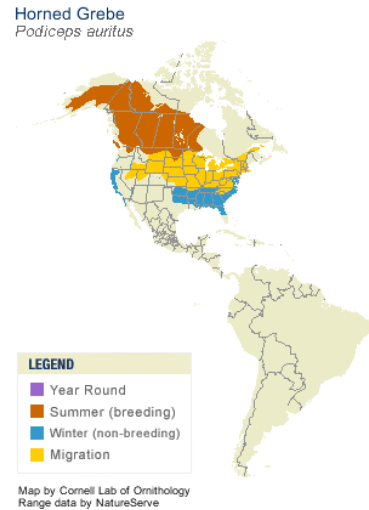 Horned Grebe
Podiceps auritus
LEGEND
Year Round
Summer (breeding)
Winter (non-breeding)
Migration
Map by Cornell Lab of Ornithology
Range data by NatureServe